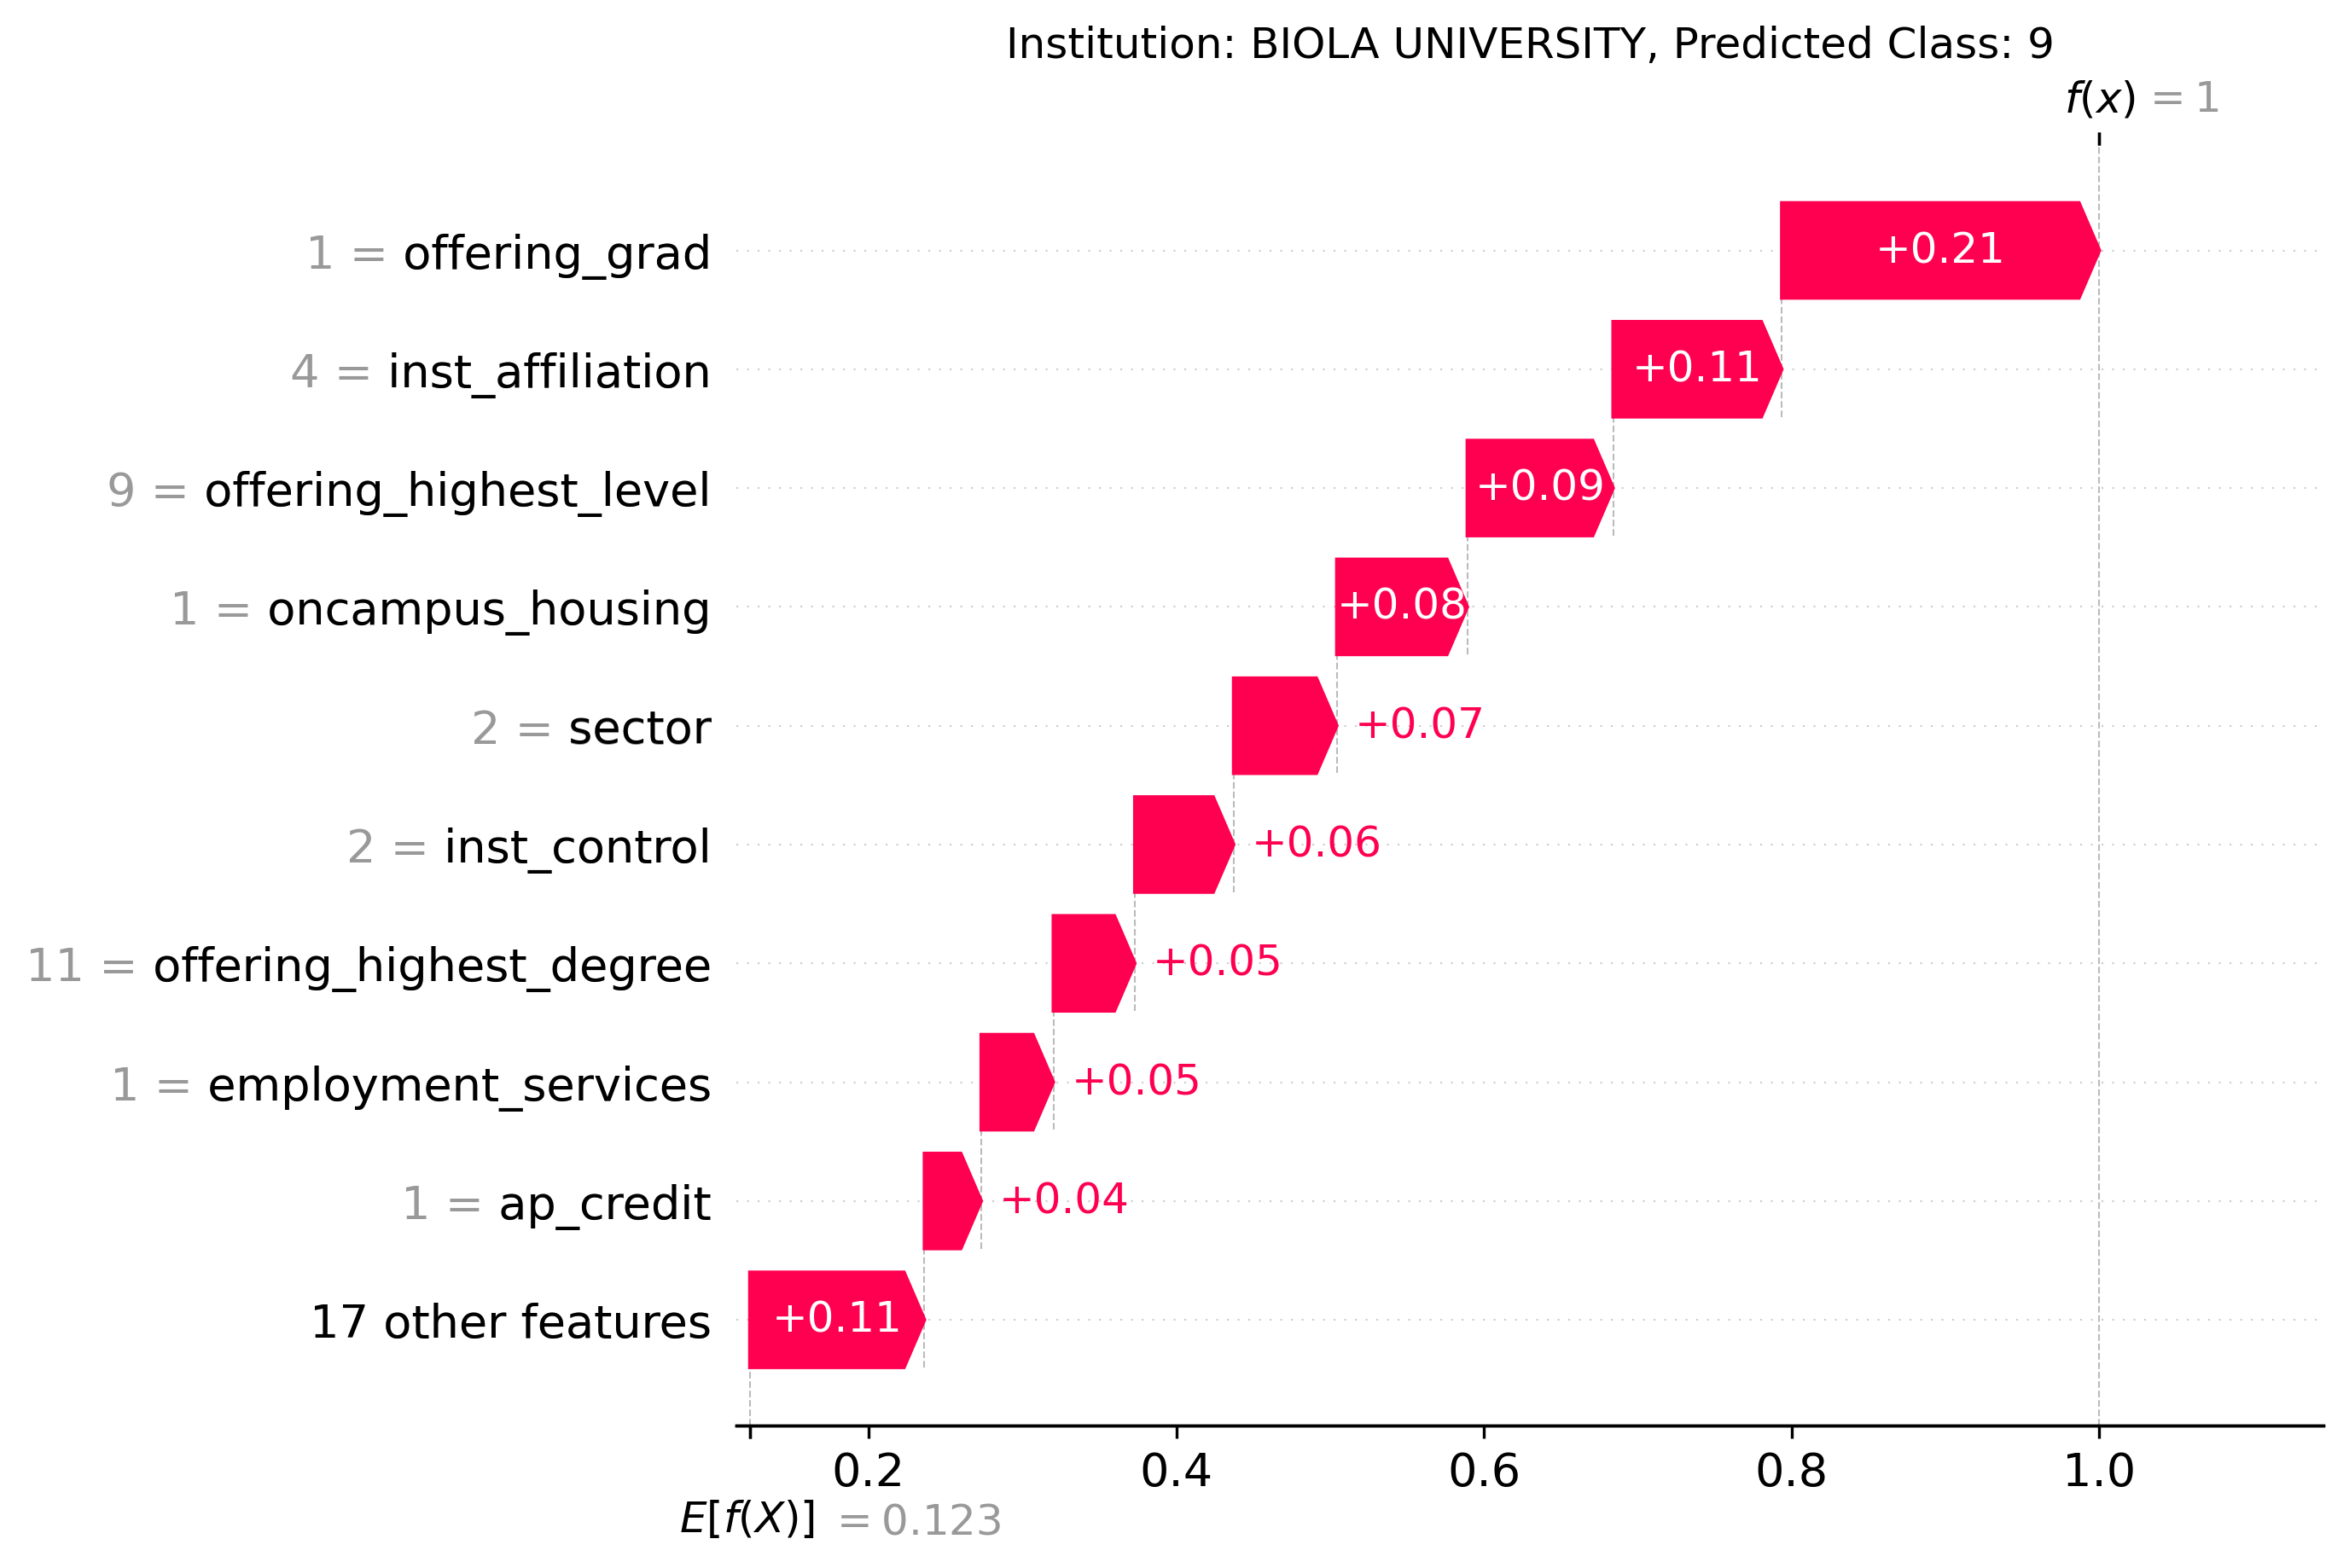 Institution: BIOLA UNIVERSITY, Predicted Class: 9
f(x) = 1
1 = offering_grad +0.21
4 = inst_affiliation +0.11
9 = offering_highest_level +0.09
1 = oncampus_housing +0.08
2 = sector +0.07
2 = inst_control +0.06
11 = offering_highest_degree +0.05
1 = employment_services +0.05
1 = ap_credit +0.04
17 other features +0.11
0.2 0.4 0.6 0.8 1.0
E[f(X)] = 0.123